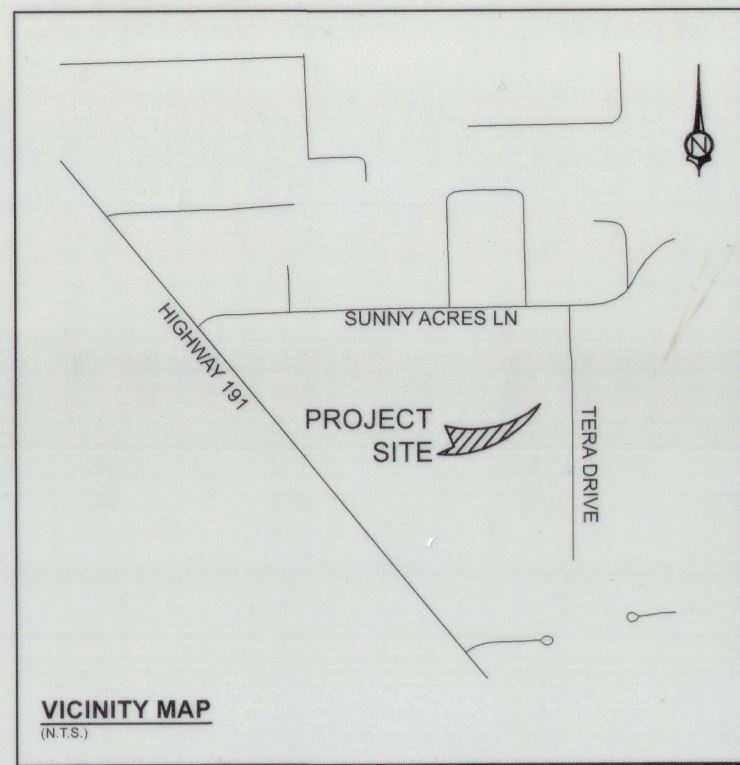 N
SUNNY ACRES LN
HIGHWAY 191
PROJECT
SITE
TERA DRIVE
VICINITY MAP
(N.T.S.)